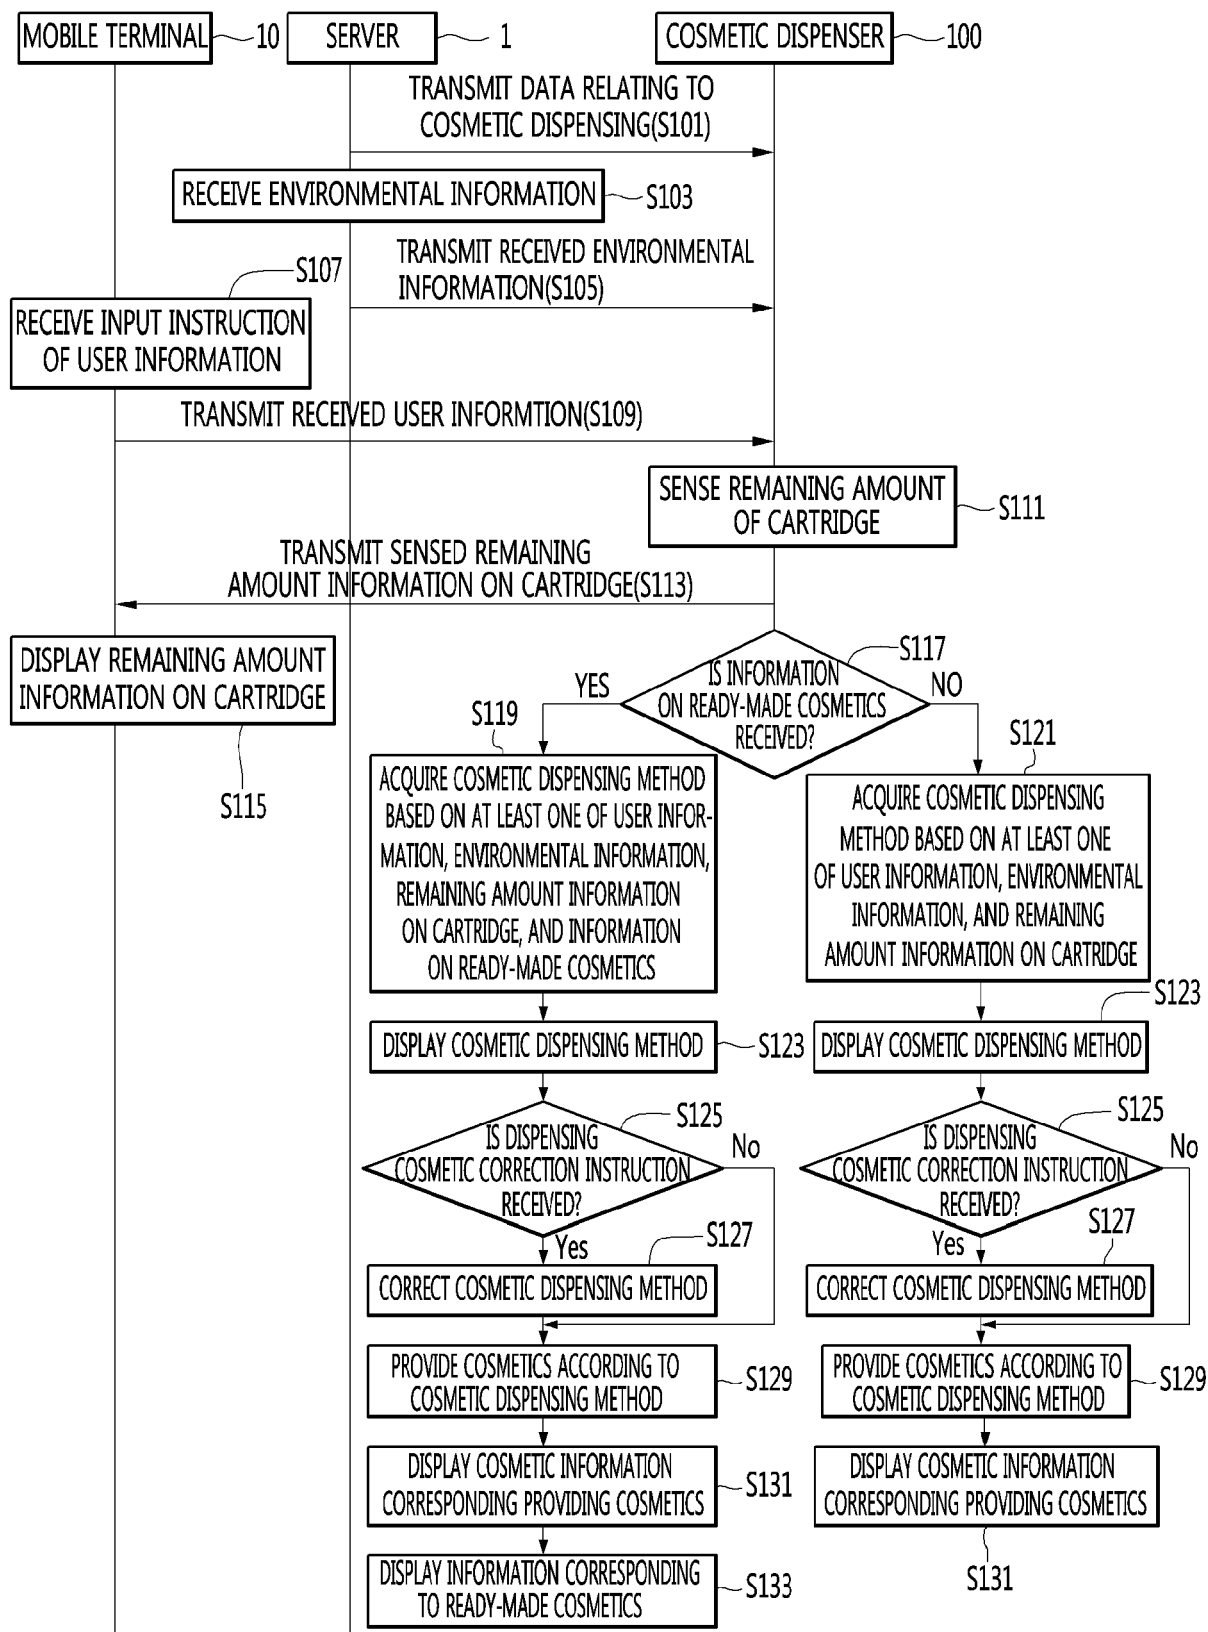 MOBILE TERMINAL
10
SERVER
1
COSMETIC DISPENSER
100
TRANSMIT DATA RELATING TO
COSMETIC DISPENSING(S101)
RECEIVE ENVIRONMENTAL INFORMATION
S103
TRANSMIT RECEIVED ENVIRONMENTAL
INFORMATION(S105)
S107
RECEIVE INPUT INSTRUCTION
OF USER INFORMATION
TRANSMIT RECEIVED USER INFORMTION(S109)
SENSE REMAINING AMOUNT
OF CARTRIDGE
S111
TRANSMIT SENSED REMAINING
AMOUNT INFORMATION ON CARTRIDGE(S113)
DISPLAY REMAINING AMOUNT
INFORMATION ON CARTRIDGE
S115
S117
IS INFORMATION
ON READY-MADE COSMETICS
RECEIVED?
YES
NO
S119
ACQUIRE COSMETIC DISPENSING METHOD
BASED ON AT LEAST ONE OF USER INFOR-
MATION, ENVIRONMENTAL INFORMATION,
REMAINING AMOUNT INFORMATION
ON CARTRIDGE, AND INFORMATION
ON READY-MADE COSMETICS
S121
ACQUIRE COSMETIC DISPENSING
METHOD BASED ON AT LEAST ONE
OF USER INFORMATION, ENVIRONMENTAL
INFORMATION, AND REMAINING
AMOUNT INFORMATION ON CARTRIDGE
DISPLAY COSMETIC DISPENSING METHOD
S123
DISPLAY COSMETIC DISPENSING METHOD
S123
IS DISPENSING
COSMETIC CORRECTION INSTRUCTION
RECEIVED?
S125
No
Yes
IS DISPENSING
COSMETIC CORRECTION INSTRUCTION
RECEIVED?
S125
No
Yes
S127
CORRECT COSMETIC DISPENSING METHOD
S127
CORRECT COSMETIC DISPENSING METHOD
PROVIDE COSMETICS ACCORDING TO
COSMETIC DISPENSING METHOD
S129
PROVIDE COSMETICS ACCORDING TO
COSMETIC DISPENSING METHOD
S129
DISPLAY COSMETIC INFORMATION
CORRESPONDING PROVIDING COSMETICS
S131
DISPLAY COSMETIC INFORMATION
CORRESPONDING PROVIDING COSMETICS
S131
DISPLAY INFORMATION CORRESPONDING
TO READY-MADE COSMETICS
S133